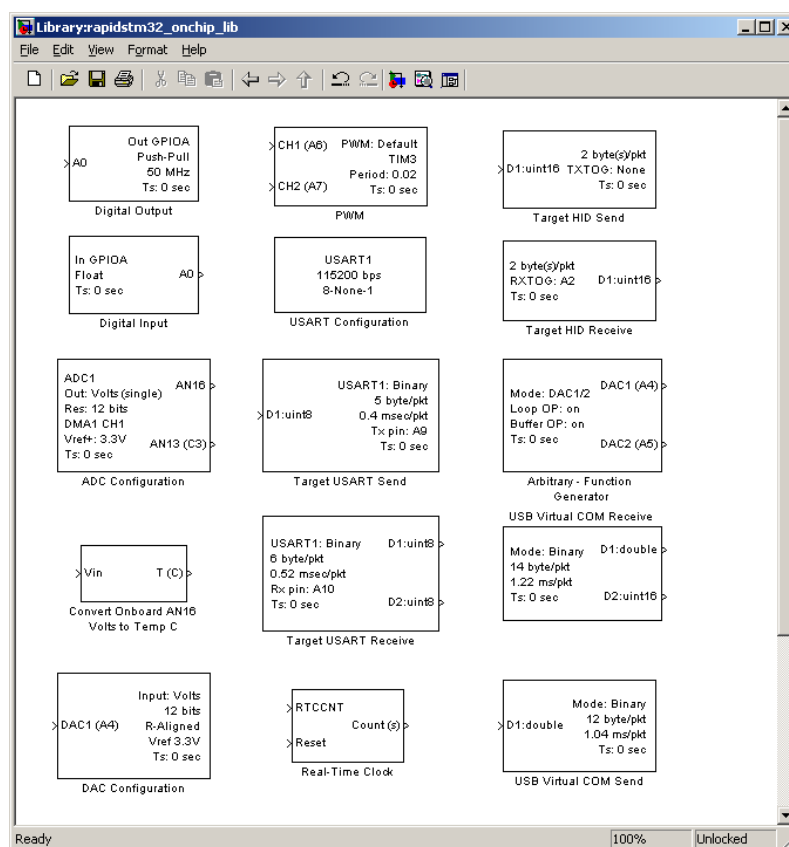 Library:rapidstm32_onchip_lib
File Edit View Format Help
Out GPIOA
Push-Pull
A0
50 MHz
Ts: 0 sec
Digital Output
CH1 (A6) PWM: Default
TIM3
Period: 0.02
CH2 (A7) Ts: 0 sec
PWM
2 byte(s)/pkt
D1:uint16 TXTOG: None
Ts: 0 sec
Target HID Send
In GPIOA
Float A0
Ts: 0 sec
Digital Input
USART1
115200 bps
8-None-1
USART Configuration
2 byte(s)/pkt
RXTOG: A2 D1:uint16
Ts: 0 sec
Target HID Receive
ADC1
Out: Volts (single) AN16
Res: 12 bits
DMA1 CH1
Vref+: 3.3V AN13 (C3)
Ts: 0 sec
ADC Configuration
USART1: Binary
5 byte/pkt
D1:uint8 0.4 msec/pkt
Tx pin: A9
Ts: 0 sec
Target USART Send
Mode: DAC1/2 DAC1 (A4)
Loop OP: on
Buffer OP: on
Ts: 0 sec DAC2 (A5)
Arbitrary - Function
Generator
Vin T (C)
Convert Onboard AN16
Volts to Temp C
USART1: Binary D1:uint8
6 byte/pkt
0.52 msec/pkt
Rx pin: A10
Ts: 0 sec D2:uint8
Target USART Receive
USB Virtual COM Receive
Mode: Binary D1:double
14 byte/pkt
1.22 ms/pkt
Ts: 0 sec D2:uint16
Input: Volts
12 bits
DAC1 (A4) R-Aligned
Vref 3.3V
Ts: 0 sec
DAC Configuration
RTCCNT
Count (s)
Reset
Real-Time Clock
Mode: Binary
12 byte/pkt
D1:double 1.04 ms/pkt
Ts: 0 sec
USB Virtual COM Send
Ready 100% Unlocked